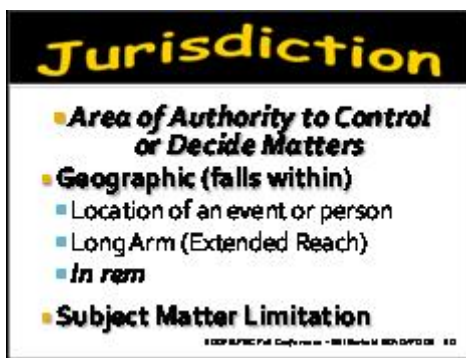 Jurisdiction
Area of Authority to Control
or Decide Matters
Geographic (falls within)
Location of an event or person
Long Arm (Extended Reach)
In rem
Subject Matter Limitation